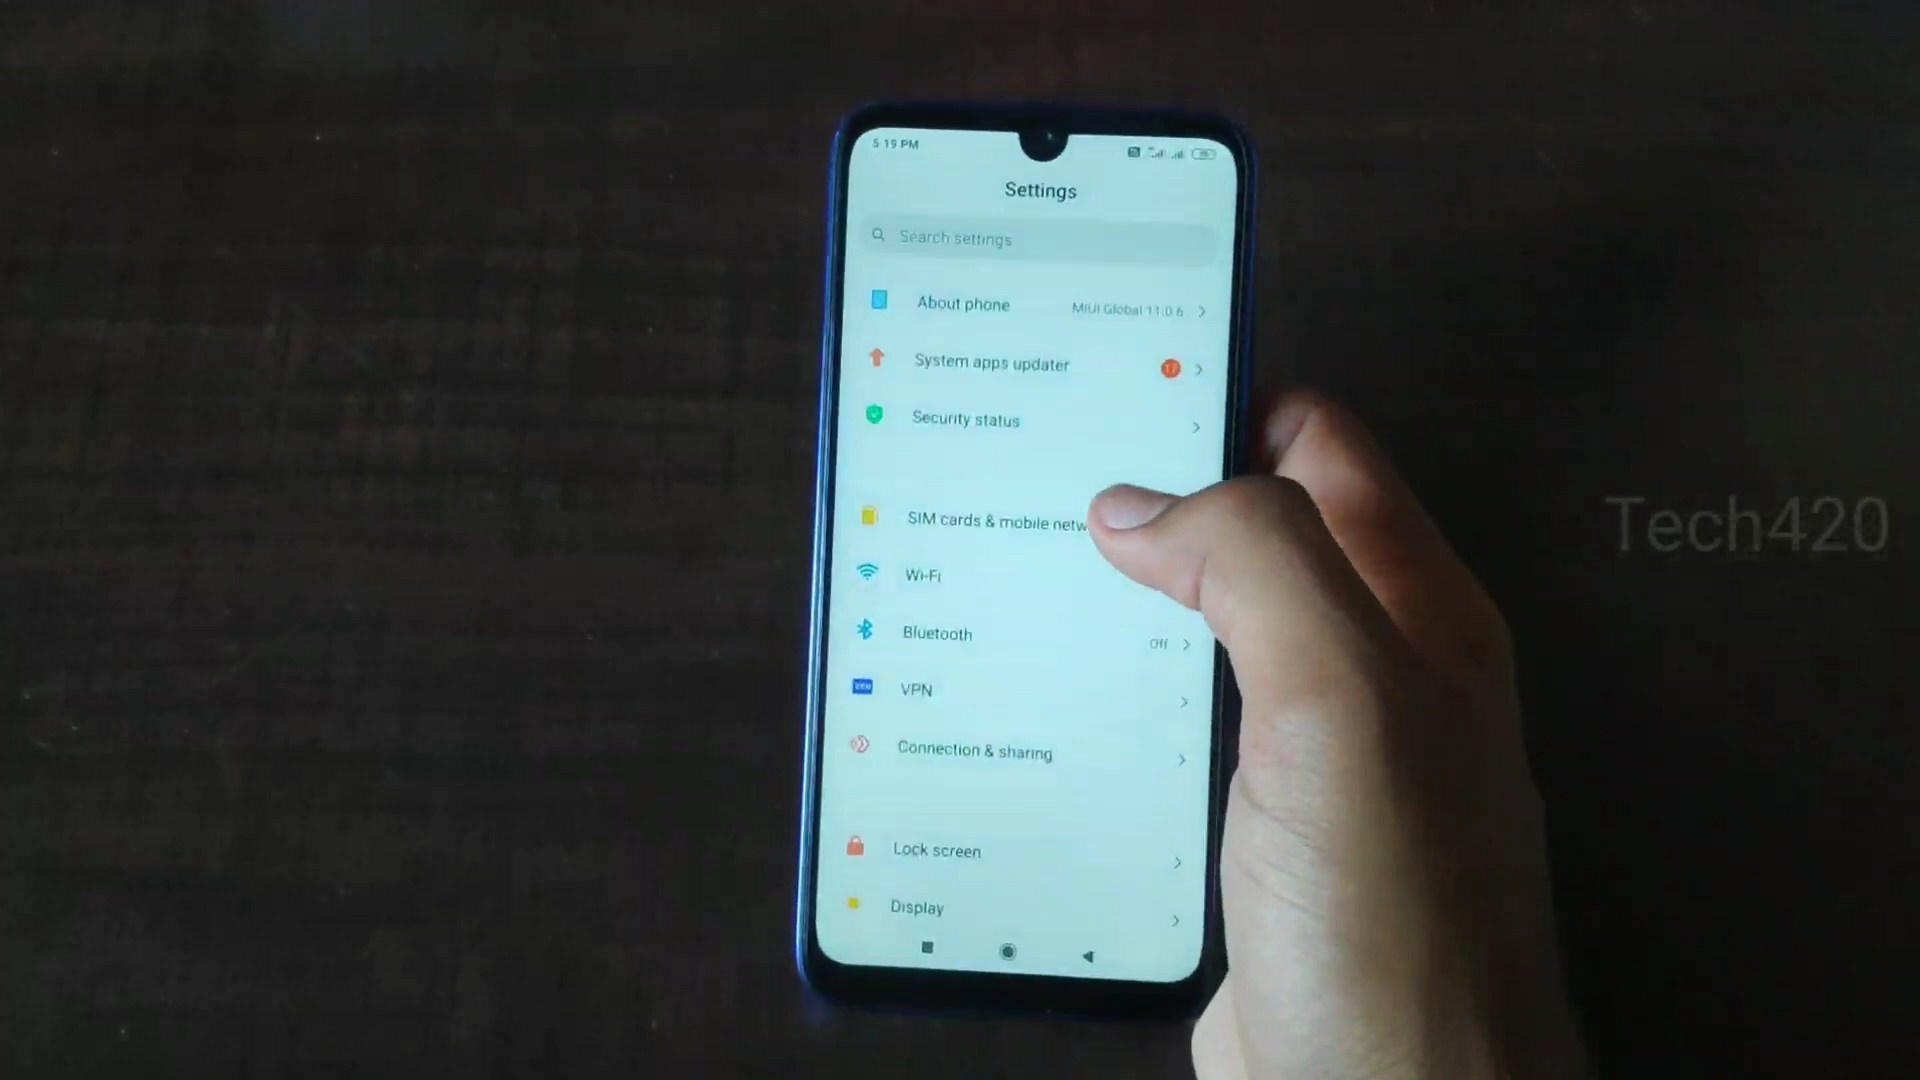 5:19 PM
Settings
Search settings
About phone
MIUI Global 11.0.6
System apps updater
17
Security status
SIM cards & mobile netw
Wi-Fi
Bluetooth
Off
VPN
Connection & sharing
Lock screen
Display
Tech420